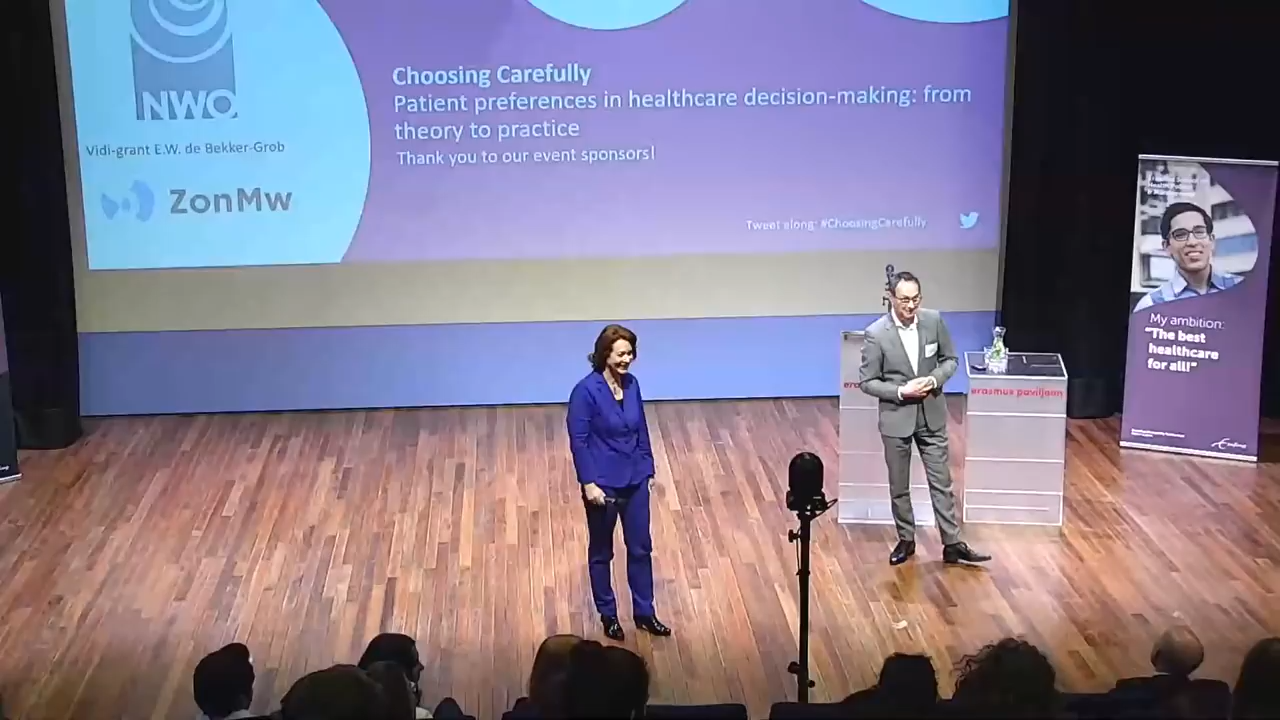 NWO
Vidi-grant E.W. de Bekker-Grob
ZonMw
Choosing Carefully
Patient preferences in healthcare decision-making: from
theory to practice
Thank you to our event sponsors!
Tweet along: #ChoosingCarefully
era
erasmus paviljoen
My ambition:
"The best
healthcare
for all!"